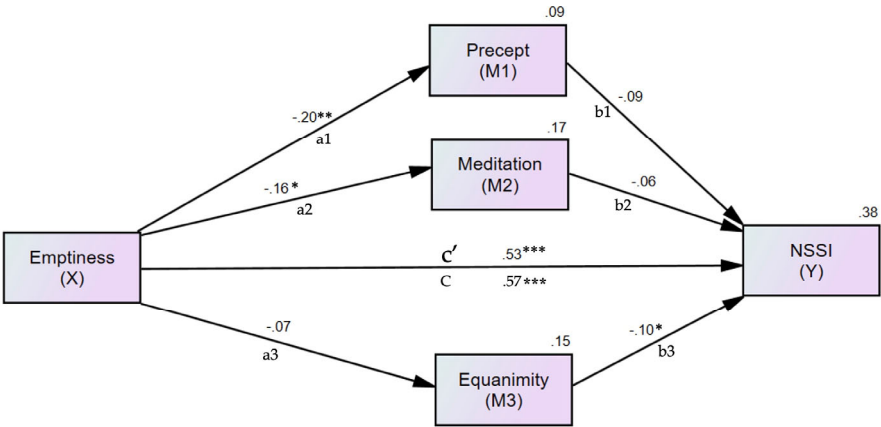 .09
Precept
(M1)
-.20**
a1
-.09
b1
.17
Meditation
(M2)
-.16 *
a2
-.06
b2
.38
Emptiness
(X)
c′ .53***
C .57***
NSSI
(Y)
-.07
a3
.15
Equanimity
(M3)
-.10*
b3